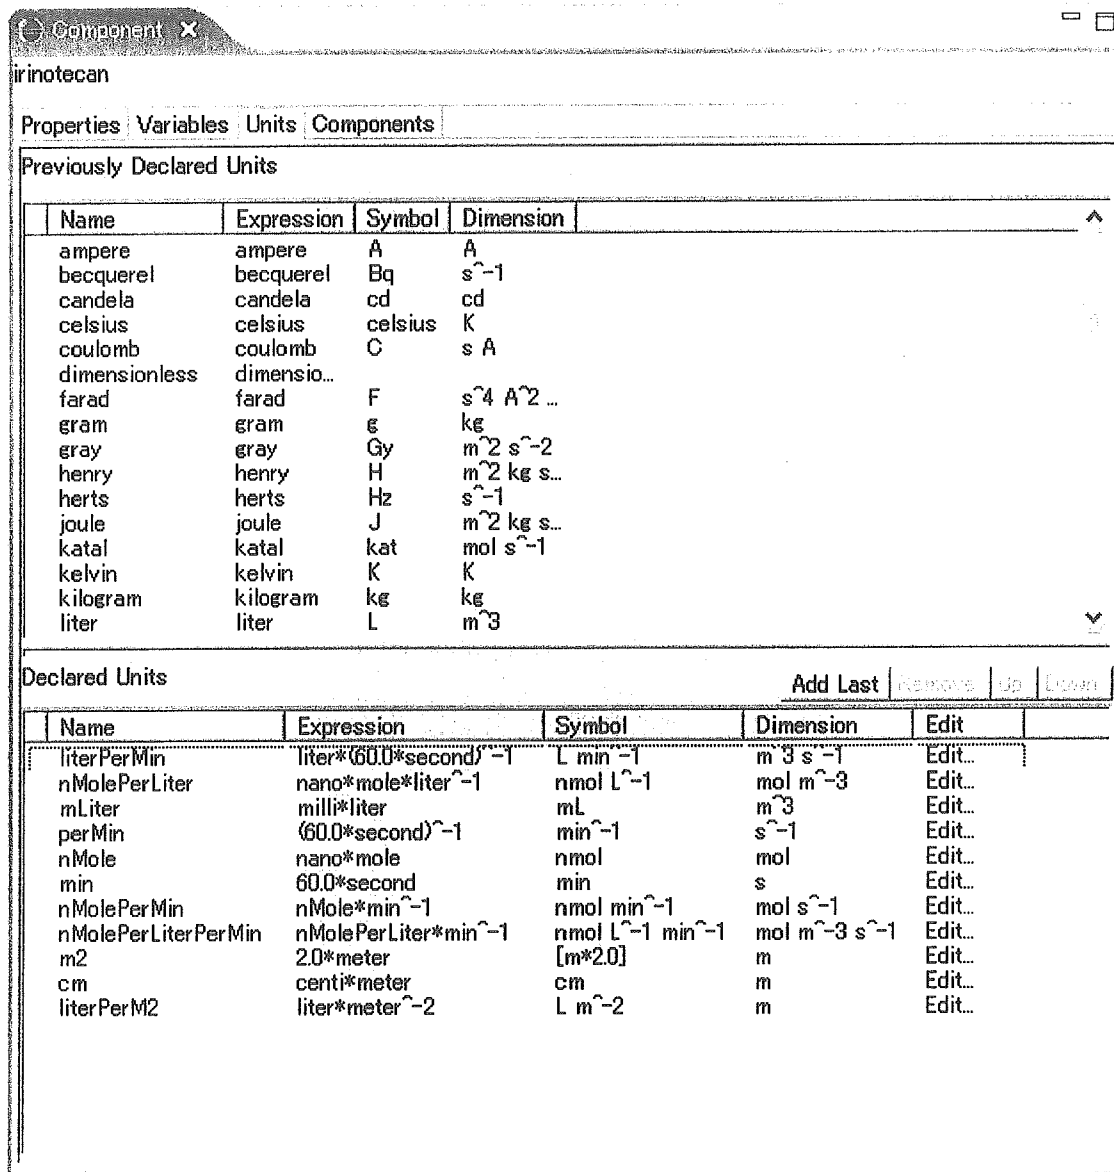 Component
irinotecan
Properties Variables Units Components
Previously Declared Units
Name Expression Symbol Dimension
ampere ampere A A
becquerel becquerel Bq s^-1
candela candela cd cd
celsius celsius celsius K
coulomb coulomb C s A
dimensionless dimensio...
farad farad F s^4 A^2 ...
gram gram g kg
gray gray Gy m^2 s^-2
henry henry H m^2 kg s...
herts herts Hz s^-1
joule joule J m^2 kg s...
katal katal kat mol s^-1
kelvin kelvin K K
kilogram kilogram kg kg
liter liter L m^3
Declared Units Add Last Remove Up Down
Name Expression Symbol Dimension Edit
literPerMin liter*(60.0*second)^-1 L min^-1 m^3 s^-1 Edit...
nMolePerLiter nano*mole*liter^-1 nmol L^-1 mol m^-3 Edit...
mLiter milli*liter mL m^3 Edit...
perMin (60.0*second)^-1 min^-1 s^-1 Edit...
nMole nano*mole nmol mol Edit...
min 60.0*second min s Edit...
nMolePerMin nMole*min^-1 nmol min^-1 mol s^-1 Edit...
nMolePerLiterPerMin nMolePerLiter*min^-1 nmol L^-1 min^-1 mol m^-3 s^-1 Edit...
m2 2.0*meter [m*2.0] m Edit...
cm centi*meter cm m Edit...
literPerM2 liter*meter^-2 L m^-2 m Edit...